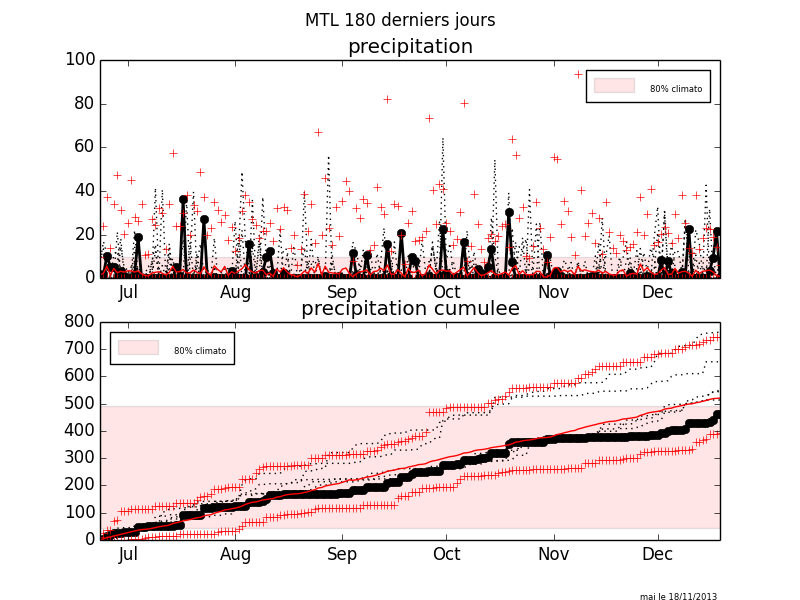 MTL 180 derniers jours
precipitation
100
80
60
40
20
0
80% climato
Jul Aug Sep Oct Nov Dec
precipitation cumulee
800
700
600
500
400
300
200
100
0
80% climato
Jul Aug Sep Oct Nov Dec
maj le 18/11/2013